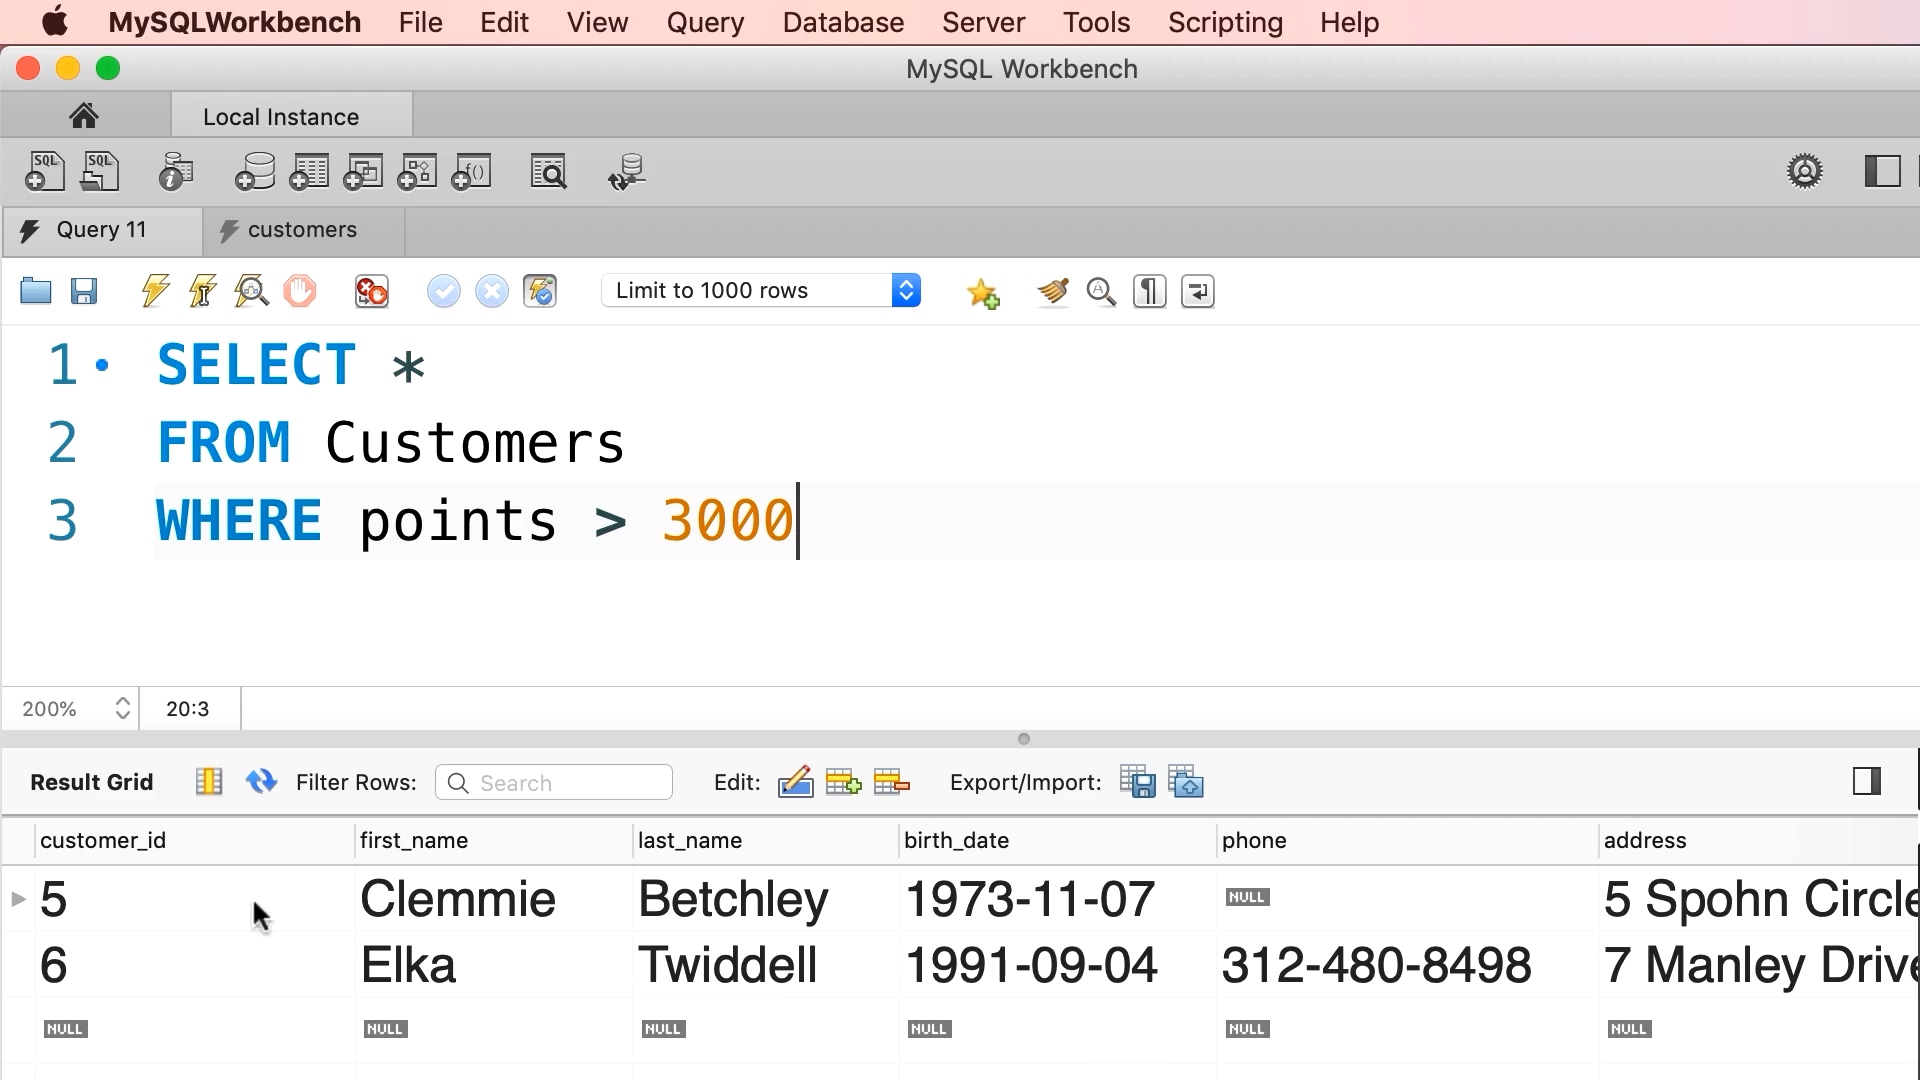 MySQLWorkbench File Edit View Query Database Server Tools Scripting Help
MySQL Workbench
Local Instance
SQL SQL
Query 11 customers
Limit to 1000 rows
1 SELECT *
2 FROM Customers
3 WHERE points > 3000
200% 20:3
Result Grid Filter Rows: Search Edit: Export/Import:
customer_id first_name last_name birth_date phone address
5 Clemmie Betchley 1973-11-07 NULL 5 Spohn Circle
6 Elka Twiddell 1991-09-04 312-480-8498 7 Manley Drive
NULL NULL NULL NULL NULL NULL